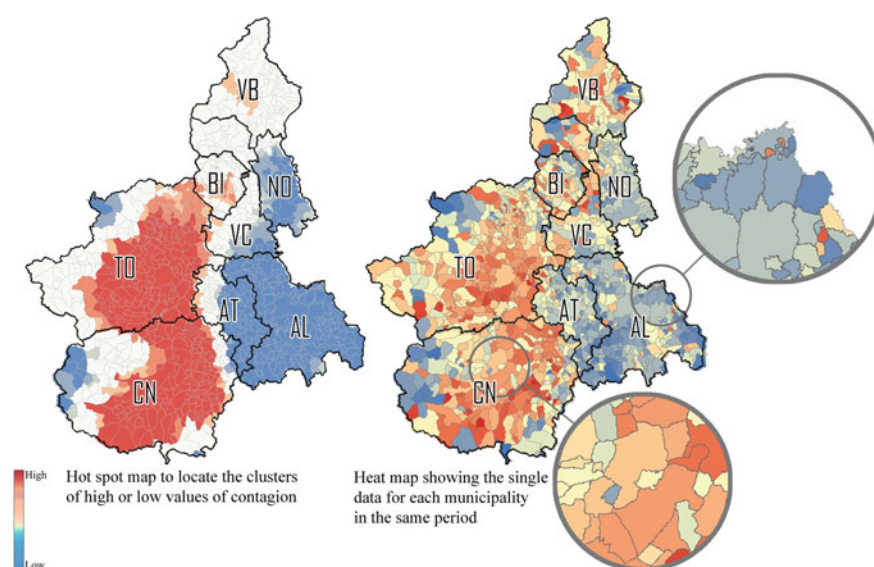 VB
BI
NO
VC
TO
AT
AL
CN
VB
BI
NO
VC
TO
AT
AL
CN
High
Low
Hot spot map to locate the clusters
of high or low values of contagion
Heat map showing the single
data for each municipality
in the same period